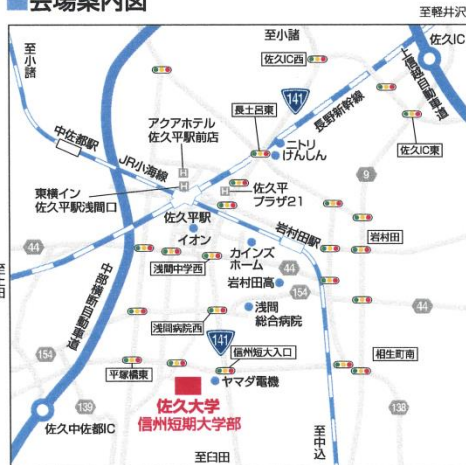 会場案内図
至軽井沢
至小諸
至小諸
佐久IC
佐久IC西
上信越自動車道
141
長野新幹線
長土呂東
佐久IC東
中佐都駅
アクアホテル
佐久平駅前店
ニトリ
げんしん
JR小海線
9
東横イン
佐久平駅浅間口
佐久平
プラザ21
佐久平駅
イオン
岩村田駅
岩村田
44
浅間中学西
カインズ
ホーム
44
岩村田高
154
中部横断自動車道
浅間病院西
浅間
総合病院
44
141
154
信州短大入口
相生町南
平塚橋東
ヤマダ電機
佐久大学
信州短期大学部
139
138
佐久中佐都IC
至中込
至臼田